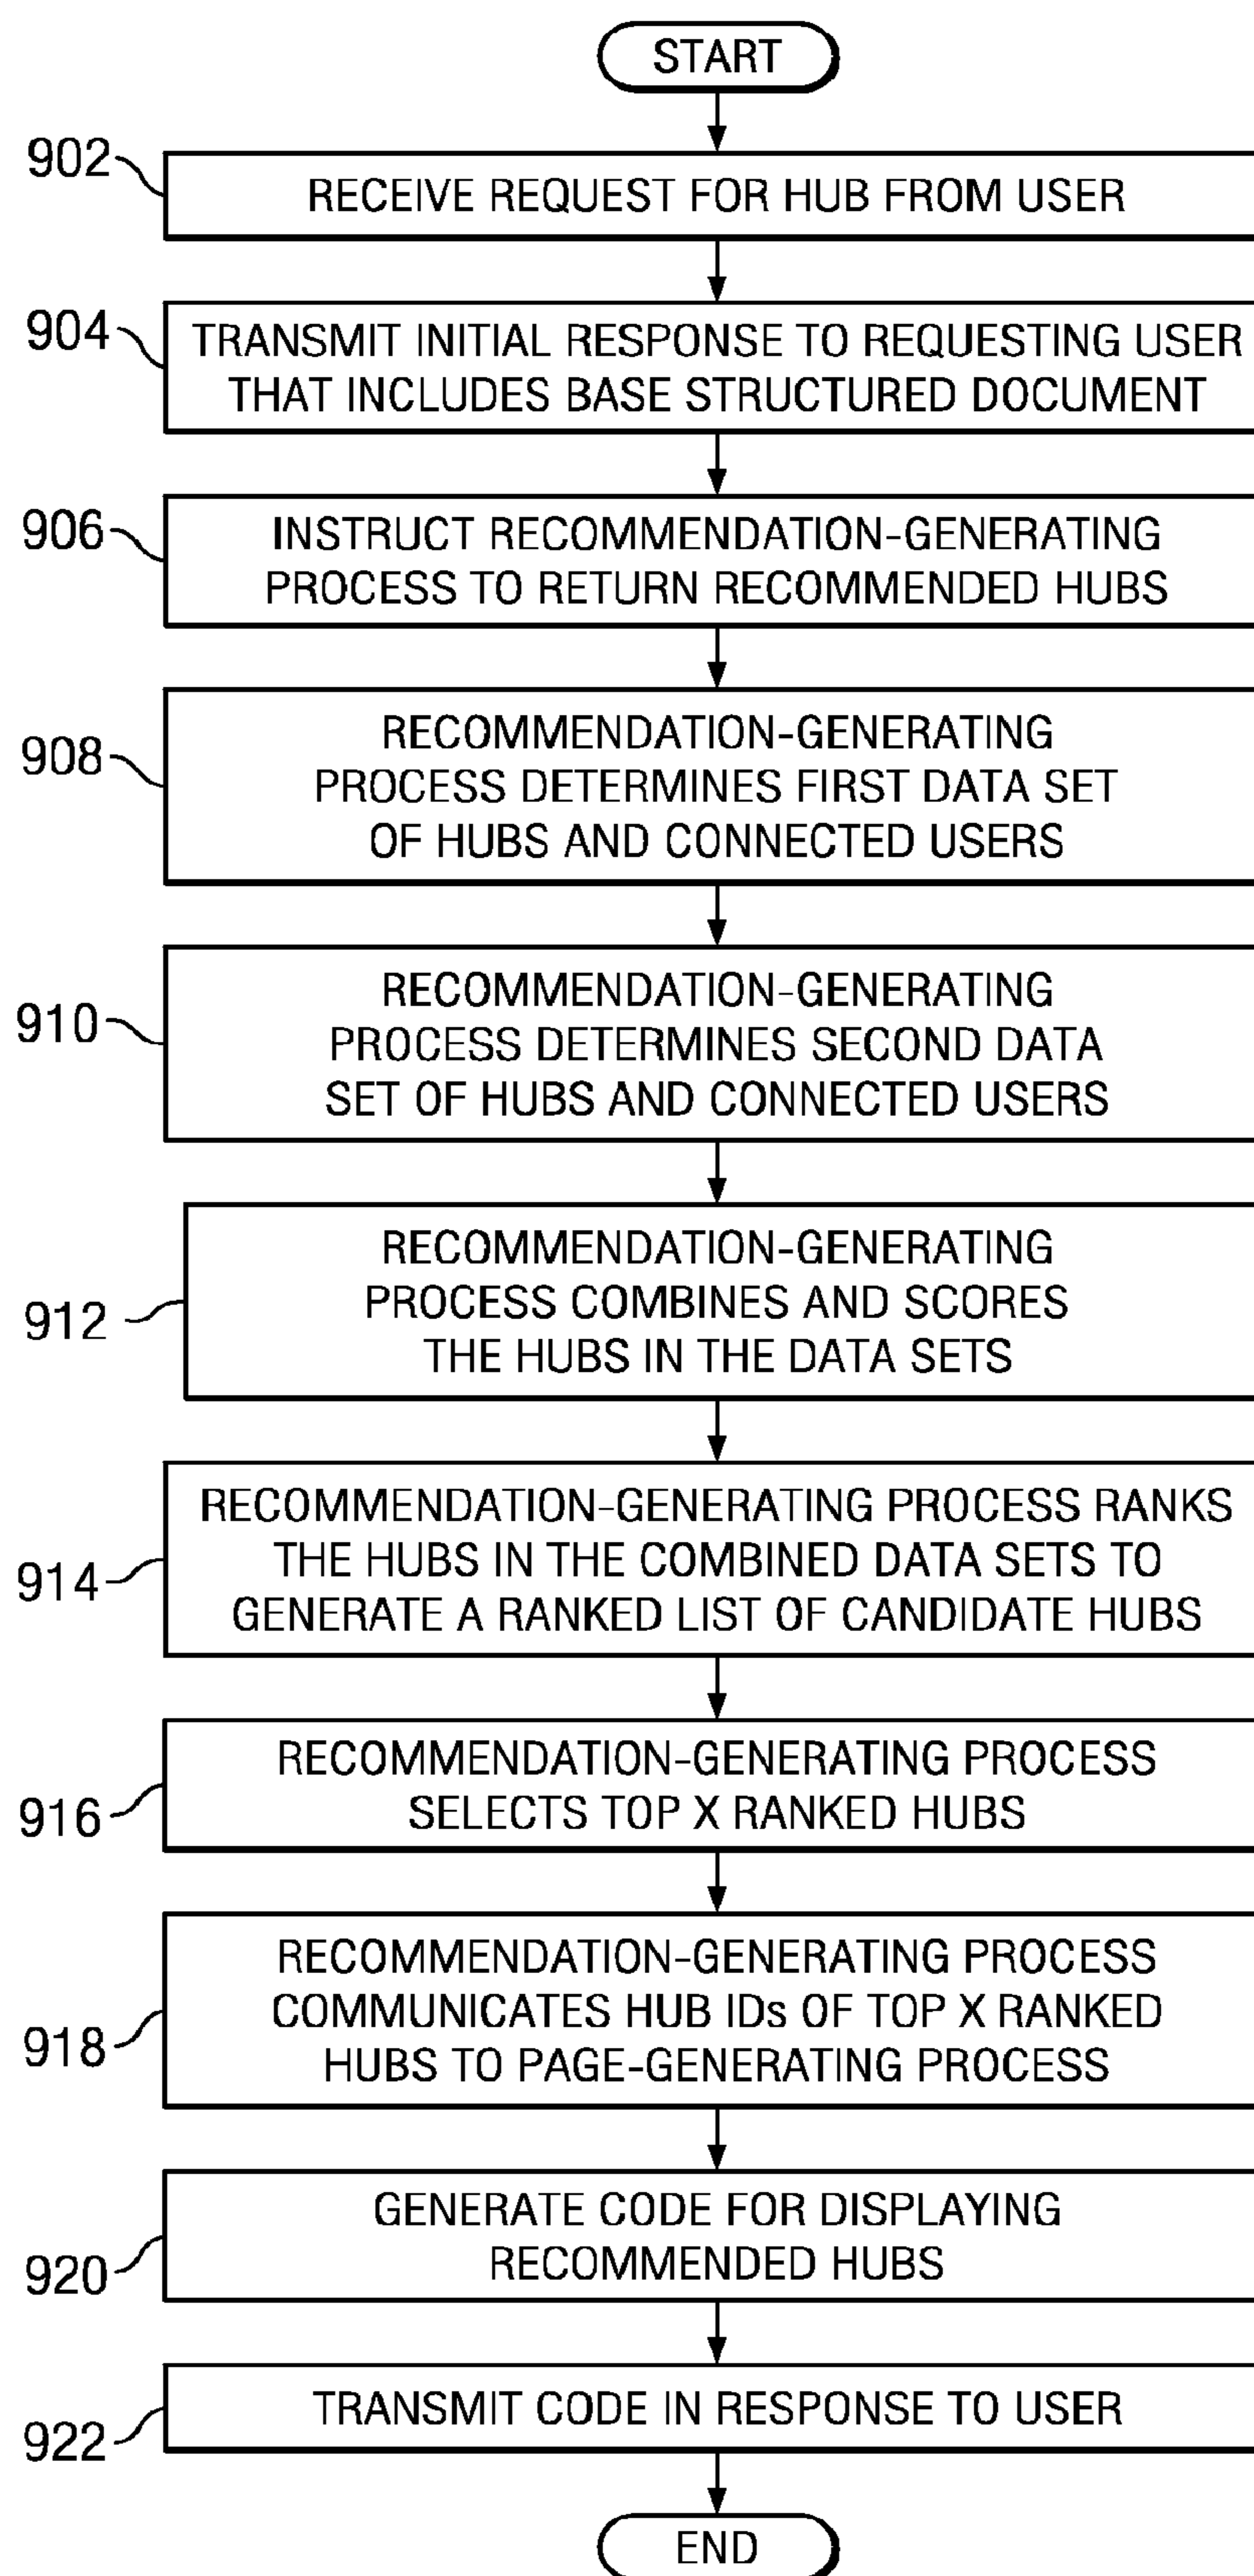 START
902
RECEIVE REQUEST FOR HUB FROM USER
904
TRANSMIT INITIAL RESPONSE TO REQUESTING USER
THAT INCLUDES BASE STRUCTURED DOCUMENT
906
INSTRUCT RECOMMENDATION-GENERATING
PROCESS TO RETURN RECOMMENDED HUBS
908
RECOMMENDATION-GENERATING
PROCESS DETERMINES FIRST DATA SET
OF HUBS AND CONNECTED USERS
910
RECOMMENDATION-GENERATING
PROCESS DETERMINES SECOND DATA
SET OF HUBS AND CONNECTED USERS
912
RECOMMENDATION-GENERATING
PROCESS COMBINES AND SCORES
THE HUBS IN THE DATA SETS
914
RECOMMENDATION-GENERATING PROCESS RANKS
THE HUBS IN THE COMBINED DATA SETS TO
GENERATE A RANKED LIST OF CANDIDATE HUBS
916
RECOMMENDATION-GENERATING PROCESS
SELECTS TOP X RANKED HUBS
918
RECOMMENDATION-GENERATING PROCESS
COMMUNICATES HUB IDs OF TOP X RANKED
HUBS TO PAGE-GENERATING PROCESS
920
GENERATE CODE FOR DISPLAYING
RECOMMENDED HUBS
922
TRANSMIT CODE IN RESPONSE TO USER
END